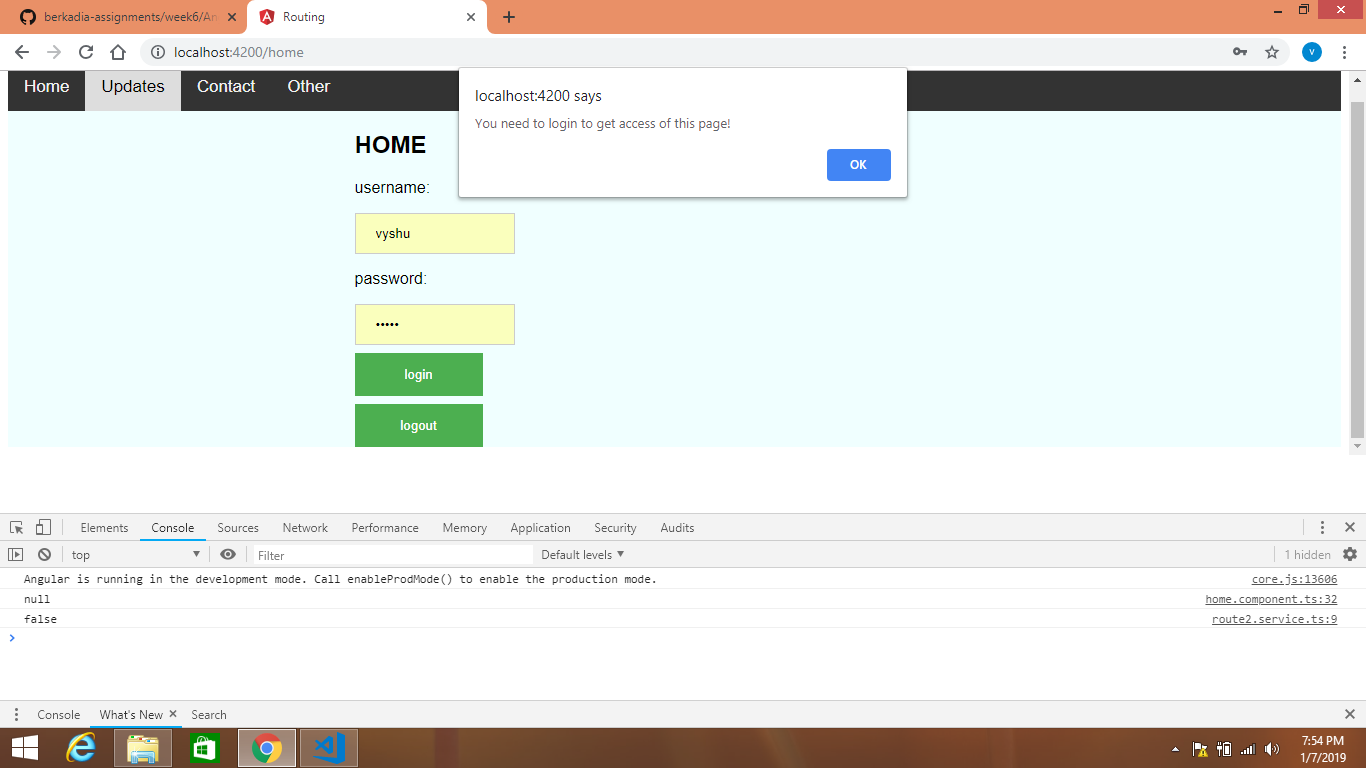 berkadia-assignments/week6/An
Routing
localhost:4200/home
v
Home Updates Contact Other
localhost:4200 says
You need to login to get access of this page!
OK
HOME
username:
vyshu
password:
•••••
login
logout
Elements Console Sources Network Performance Memory Application Security Audits
top Filter Default levels 1 hidden
Angular is running in the development mode. Call enableProdMode() to enable the production mode. core.js:13606
null home.component.ts:32
false route2.service.ts:9
Console What's New Search
7:54 PM
1/7/2019